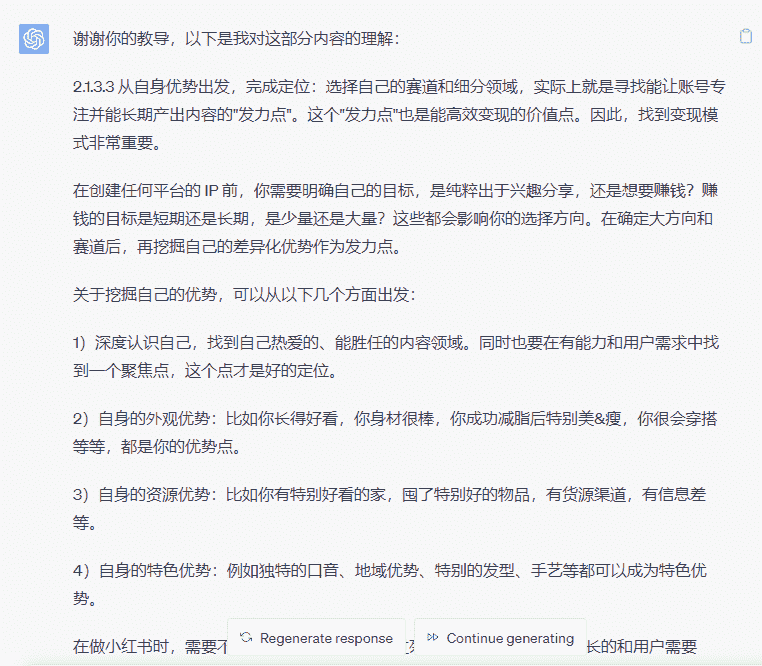 谢谢你的教导，以下是我对这部分内容的理解：
2.1.3.3 从自身优势出发，完成定位：选择自己的赛道和细分领域，实际上就是寻找能让账号专
注并能长期产出内容的"发力点"。这个"发力点"也是能高效变现的价值点。因此，找到变现模
式非常重要。
在创建任何平台的 IP 前，你需要明确自己的目标，是纯粹出于兴趣分享，还是想要赚钱？赚
钱的目标是短期还是长期，是少量还是大量？这些都会影响你的选择方向。在确定大方向和
赛道后，再挖掘自己的差异化优势作为发力点。
关于挖掘自己的优势，可以从以下几个方面出发：
1）深度认识自己，找到自己热爱的、能胜任的内容领域。同时也要在有能力和用户需求中找
到一个聚焦点，这个点才是好的定位。
2）自身的外观优势：比如你长得好看，你身材很棒，你成功减脂后特别美&瘦，你很会穿搭
等等，都是你的优势点。
3）自身的资源优势：比如你有特别好看的家，囤了特别好的物品，有货源渠道，有信息差
等。
4）自身的特色优势：例如独特的口音、地域优势、特别的发型、手艺等都可以成为特色优
势。
在做小红书时，需要不 长的和用户需要
Regenerate response Continue generating